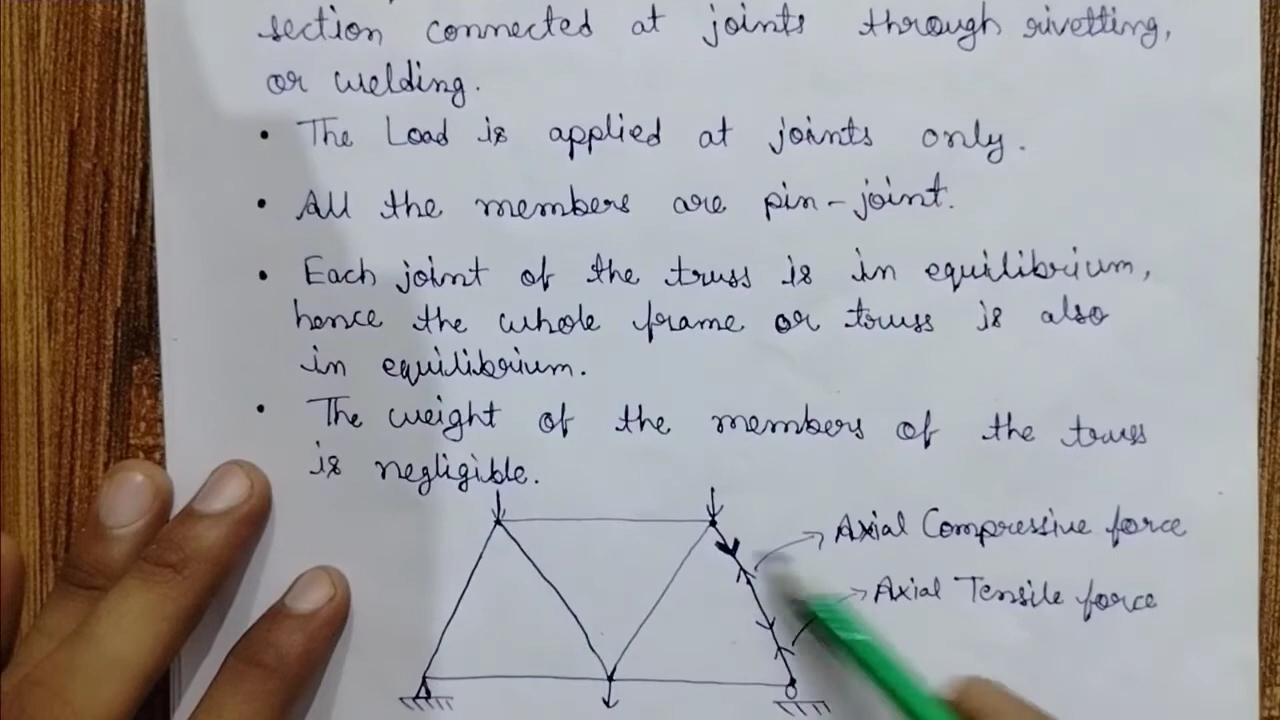 section connected at joints through rivetting,
or welding.
• The Load is applied at joints only.
• All the members are pin-joint.
• Each joint of the truss is in equilibrium,
hence the whole frame or truss is also
in equilibrium.
• The weight of the members of the truss
is negligible.
Axial Compressive force
Axial Tensile force